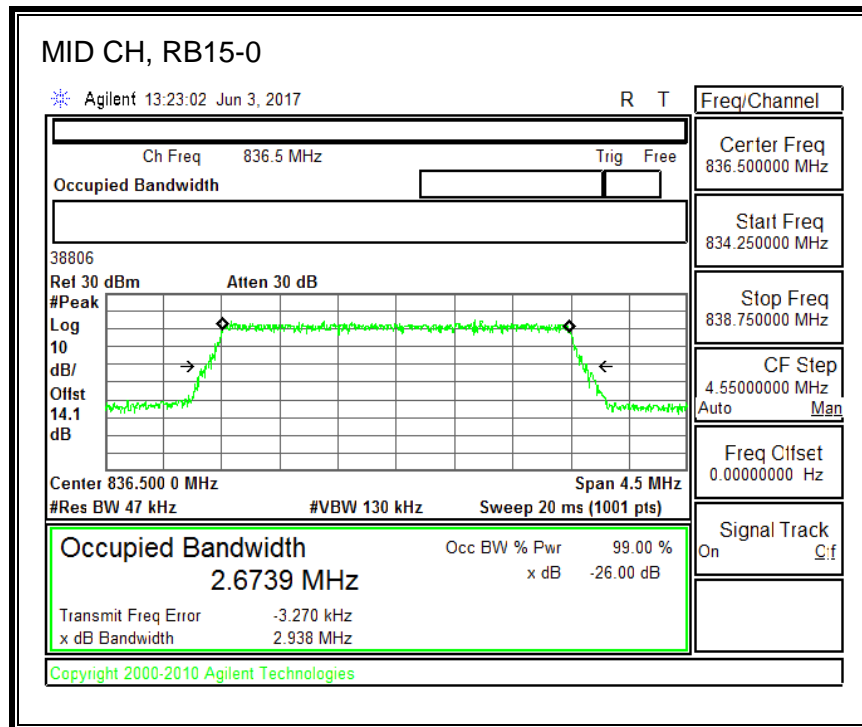 MID CH, RB15-0
Agilent 13:23:02 Jun 3, 2017 R T
Freq/Channel
Ch Freq 836.5 MHz Trig Free
Occupied Bandwidth
Center Freq
836.500000 MHz
Start Freq
834.250000 MHz
Stop Freq
838.750000 MHz
CF Step
4.55000000 MHz
Auto Man
Freq Offset
0.00000000 Hz
Signal Track
On Off
38806
Ref 30 dBm Atten 30 dB
#Peak
Log
10
dB/
Offst
14.1
dB
Center 836.500 0 MHz Span 4.5 MHz
#Res BW 47 kHz #VBW 130 kHz Sweep 20 ms (1001 pts)
Occupied Bandwidth
2.6739 MHz
Occ BW % Pwr 99.00 %
x dB -26.00 dB
Transmit Freq Error -3.270 kHz
x dB Bandwidth 2.938 MHz
Copyright 2000-2010 Agilent Technologies